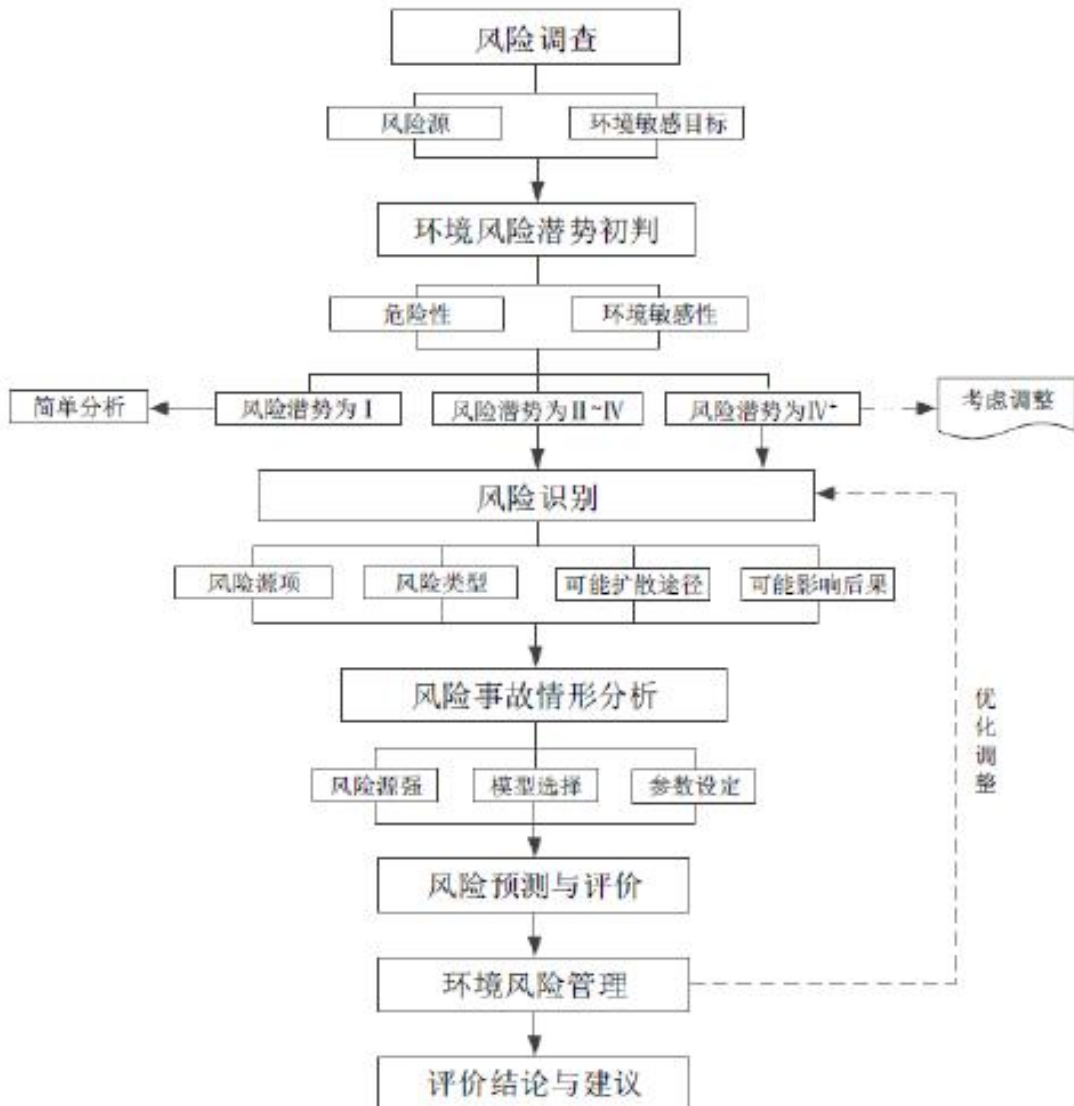 风险调查
风险源
环境敏感目标
环境风险潜势初判
危险性
环境敏感性
简单分析
风险潜势为Ⅰ
风险潜势为Ⅱ~Ⅳ
风险潜势为Ⅳ+
考虑调整
风险识别
风险源项
风险类型
可能扩散途径
可能影响后果
风险事故情形分析
风险源强
模型选择
参数设定
优化调整
风险预测与评价
环境风险管理
评价结论与建议